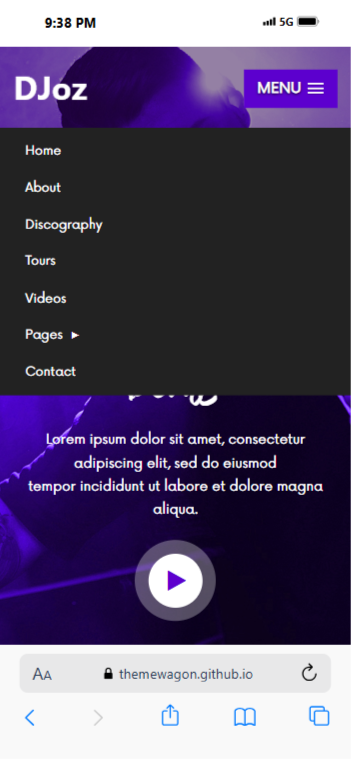 9:38 PM 5G
DJoz MENU
Home
About
Discography
Tours
Videos
Pages ▸
Contact
Lorem ipsum dolor sit amet, consectetur
adipiscing elit, sed do eiusmod
tempor incididunt ut labore et dolore magna
aliqua.
AA themewagon.github.io